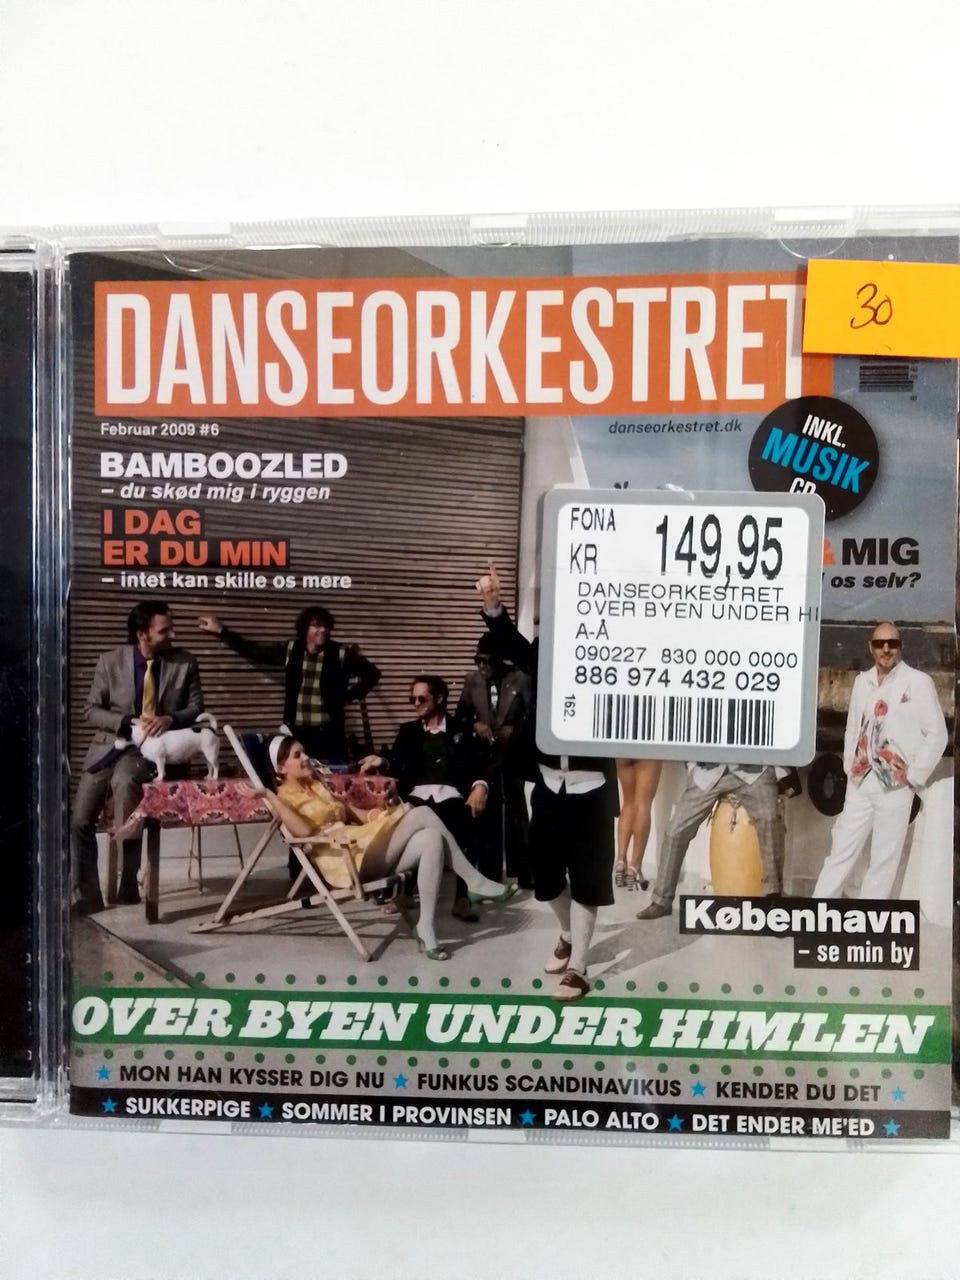 DANSEORKESTRET
30
Februar 2009 #6
danseorkestret.dk
BAMBOOZLED
– du skød mig i ryggen
I DAG
ER DU MIN
– intet kan skille os mere
INKL.
MUSIK
CD
& MIG
os selv?
FONA
KR 149,95
DANSEORKESTRET
OVER BYEN UNDER HI
A-Å
090227 830 000 0000
886 974 432 029
162.
København
– se min by
OVER BYEN UNDER HIMLEN
★ MON HAN KYSSER DIG NU ★ FUNKUS SCANDINAVIKUS ★ KENDER DU DET ★
★ SUKKERPIGE ★ SOMMER I PROVINSEN ★ PALO ALTO ★ DET ENDER ME'ED ★